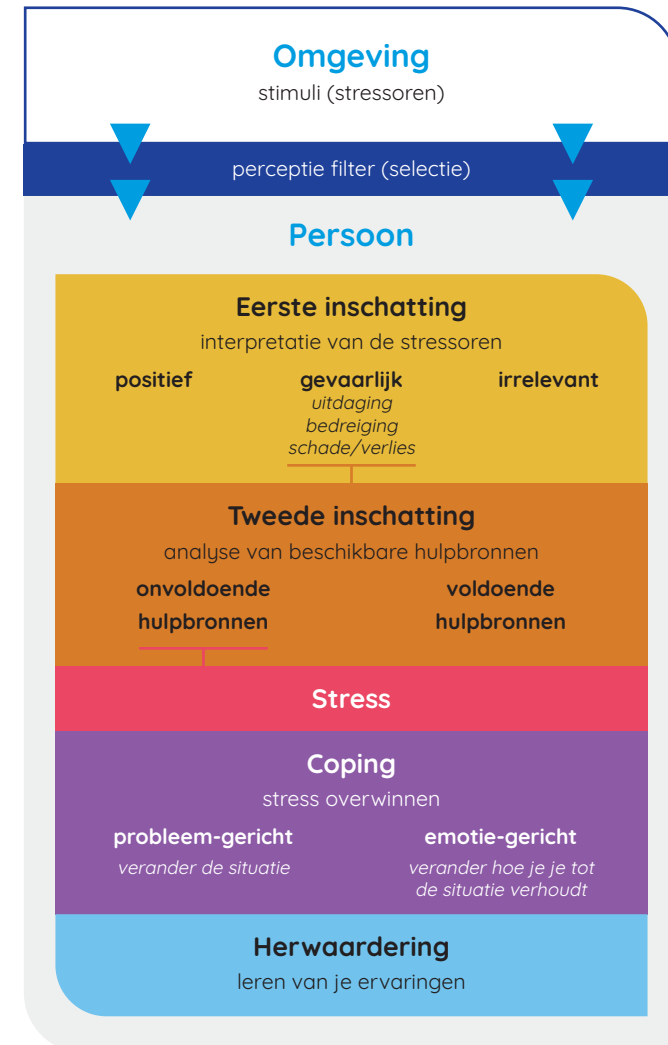 Omgeving
stimuli (stressoren)
perceptie filter (selectie)
Persoon
Eerste inschatting
interpretatie van de stressoren
positief
gevaarlijk
irrelevant
uitdaging
bedreiging
schade/verlies
Tweede inschatting
analyse van beschikbare hulpbronnen
onvoldoende
hulpbronnen
voldoende
hulpbronnen
Stress
Coping
stress overwinnen
probleem-gericht
verander de situatie
emotie-gericht
verander hoe je je tot
de situatie verhoudt
Herwaardering
leren van je ervaringen